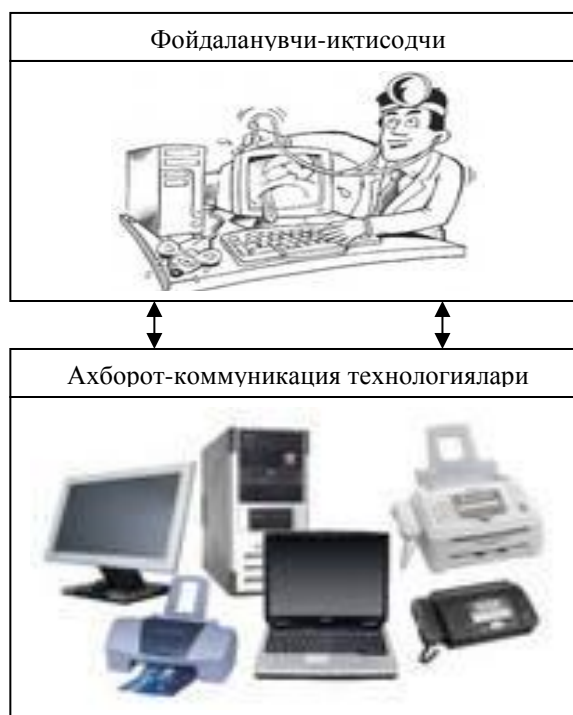 Фойдаланувчи-иқтисодчи
Ахборот-коммуникация технологиялари